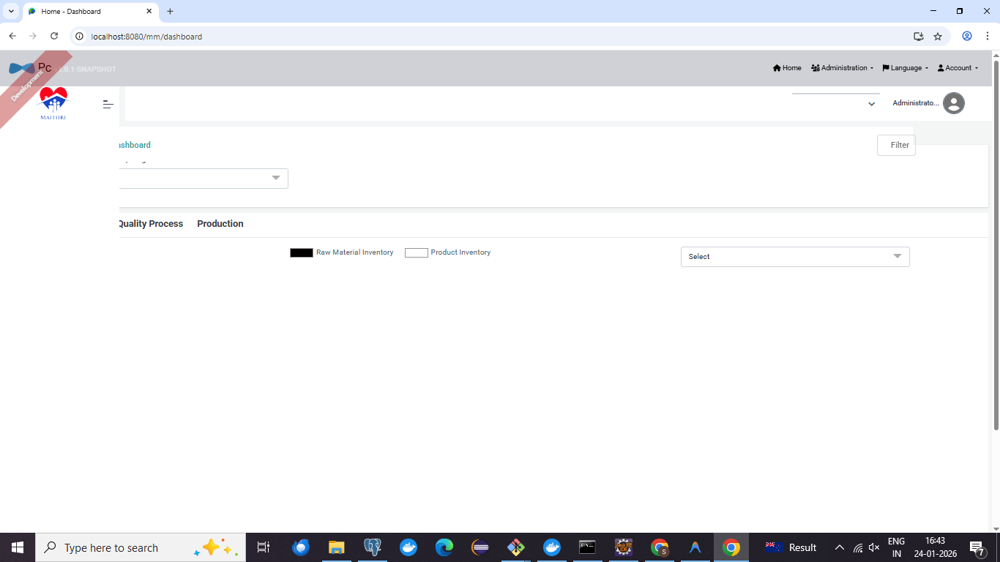 Home - Dashboard
localhost:8080/mm/dashboard
Pc v1.0.1-SNAPSHOT
Home
Administration
Language
Account
Development
MAITHRI
Administrato...
ashboard
Filter
Quality Process
Production
Raw Material Inventory
Product Inventory
Select
Type here to search
Result
ENG
IN
16:43
24-01-2026
7